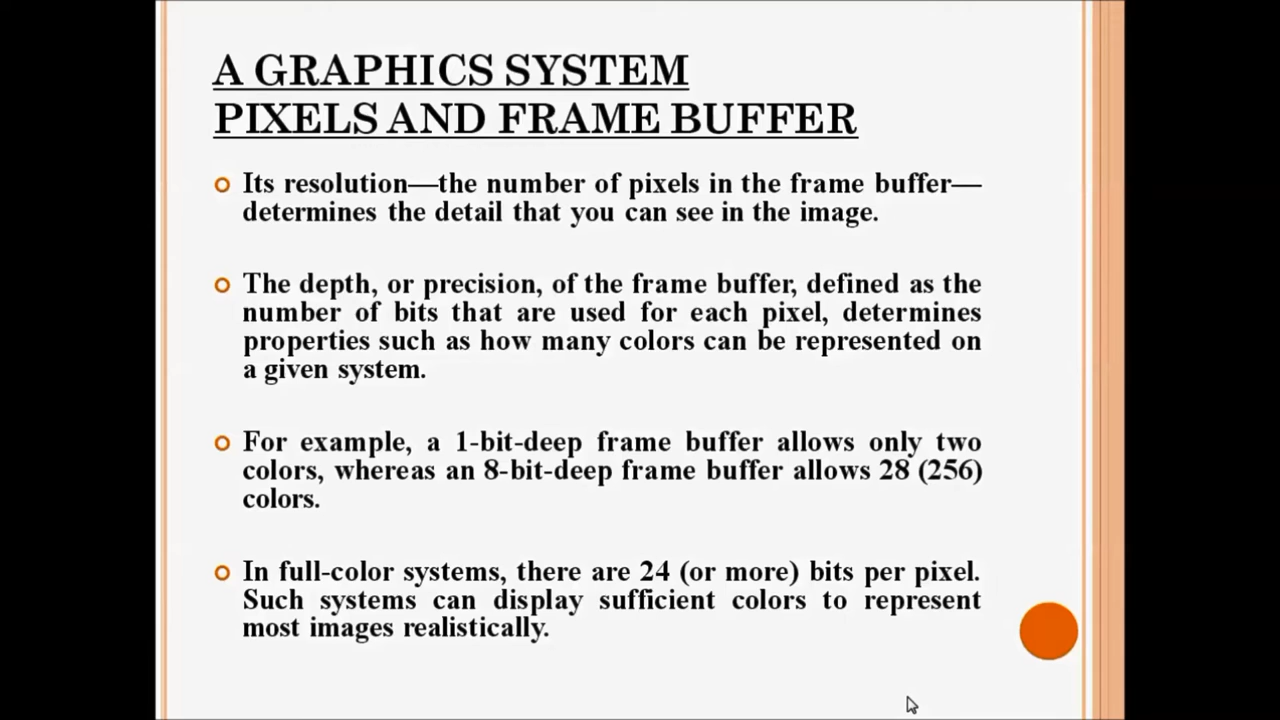 A GRAPHICS SYSTEM
PIXELS AND FRAME BUFFER
Its resolution—the number of pixels in the frame buffer—
determines the detail that you can see in the image.
The depth, or precision, of the frame buffer, defined as the
number of bits that are used for each pixel, determines
properties such as how many colors can be represented on
a given system.
For example, a 1-bit-deep frame buffer allows only two
colors, whereas an 8-bit-deep frame buffer allows 28 (256)
colors.
In full-color systems, there are 24 (or more) bits per pixel.
Such systems can display sufficient colors to represent
most images realistically.